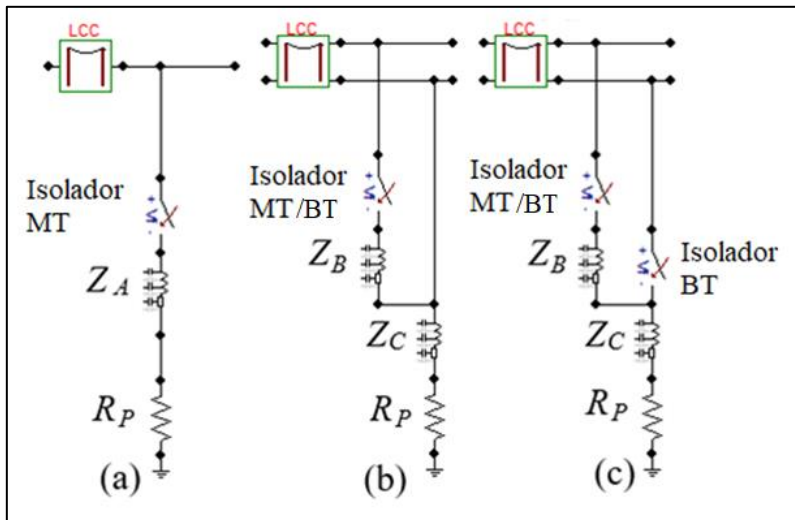 LCC
LCC
LCC
Isolador
MT
Z_A
R_P
(a)
Isolador
MT/BT
Z_B
Z_C
R_P
(b)
Isolador
MT/BT
Z_B
Isolador
BT
Z_C
R_P
(c)